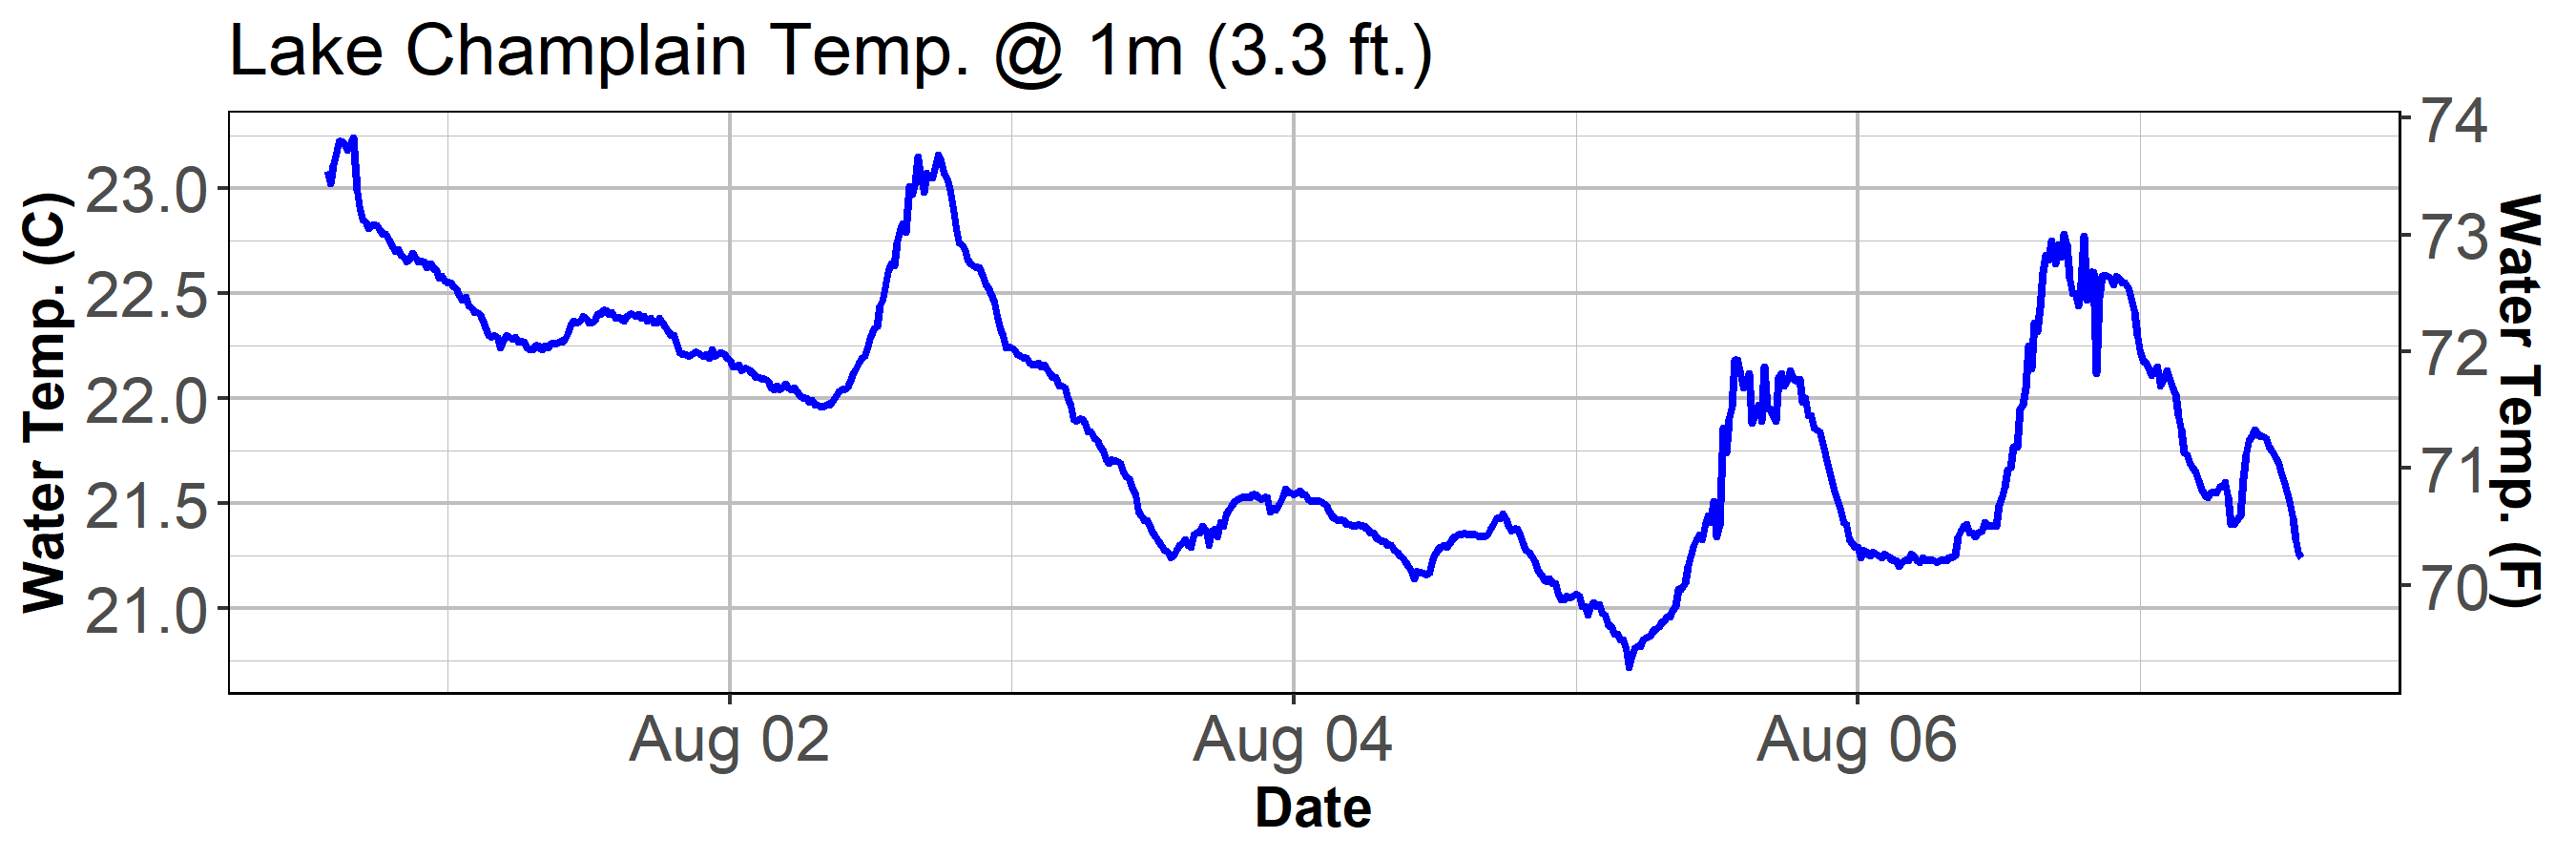 Lake Champlain Temp. @ 1m (3.3 ft.)
Water Temp. (C)
23.0
22.5
22.0
21.5
21.0
74
73
72
71
70
Water Temp. (F)
Aug 02 Aug 04 Aug 06
Date